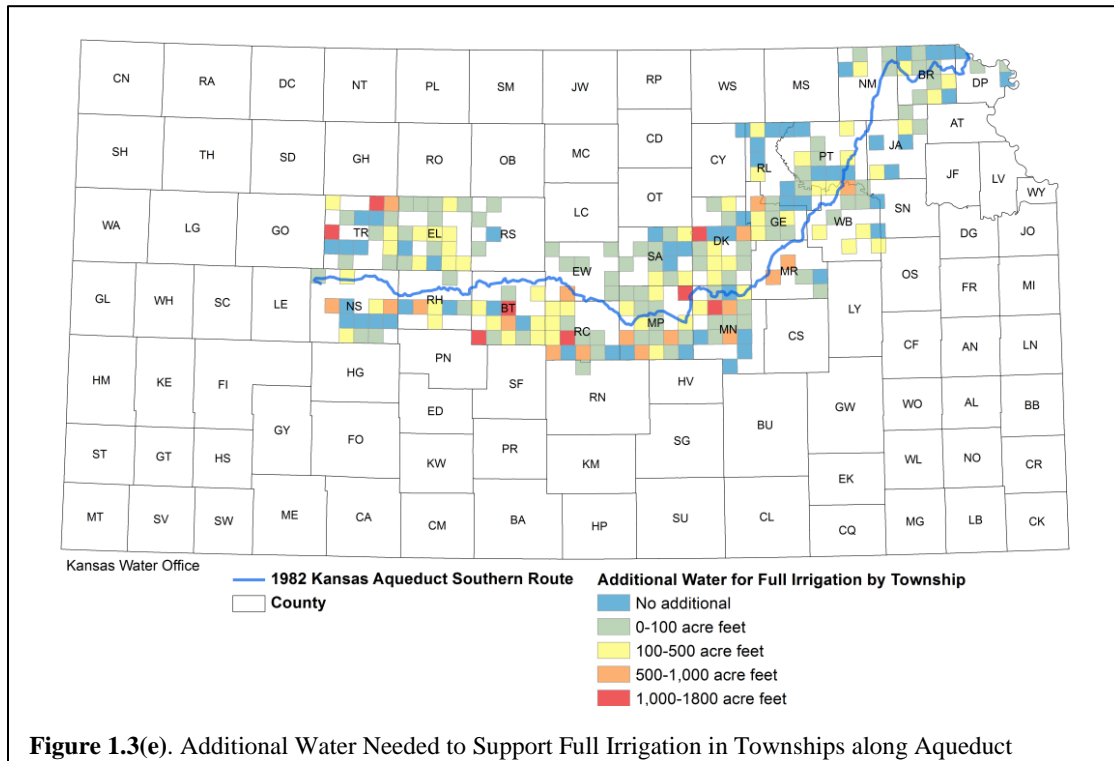 CN RA DC NT PL SM JW RP WS MS NM BR DP
CD AT
SH TH SD GH RO OB MC CY RL PT JA JF LV WY
OT
LC SN
WA LG GO TR EL RS GE WB DG JO
EW SA DK
MR OS
GL WH SC LE NS RH BT LY FR MI
RC MP MN CS
PN CF AN LN
HM KE FI HG SF RN HV
GY ED BU GW WO AL BB
FO PR SG
ST GT HS KW KM WL NO CR
EK
MT SV SW ME CA CM BA HP SU CL MG LB CK
CQ
Kansas Water Office
1982 Kansas Aqueduct Southern Route
County
Additional Water for Full Irrigation by Township
No additional
0-100 acre feet
100-500 acre feet
500-1,000 acre feet
1,000-1800 acre feet
Figure 1.3(e). Additional Water Needed to Support Full Irrigation in Townships along Aqueduct